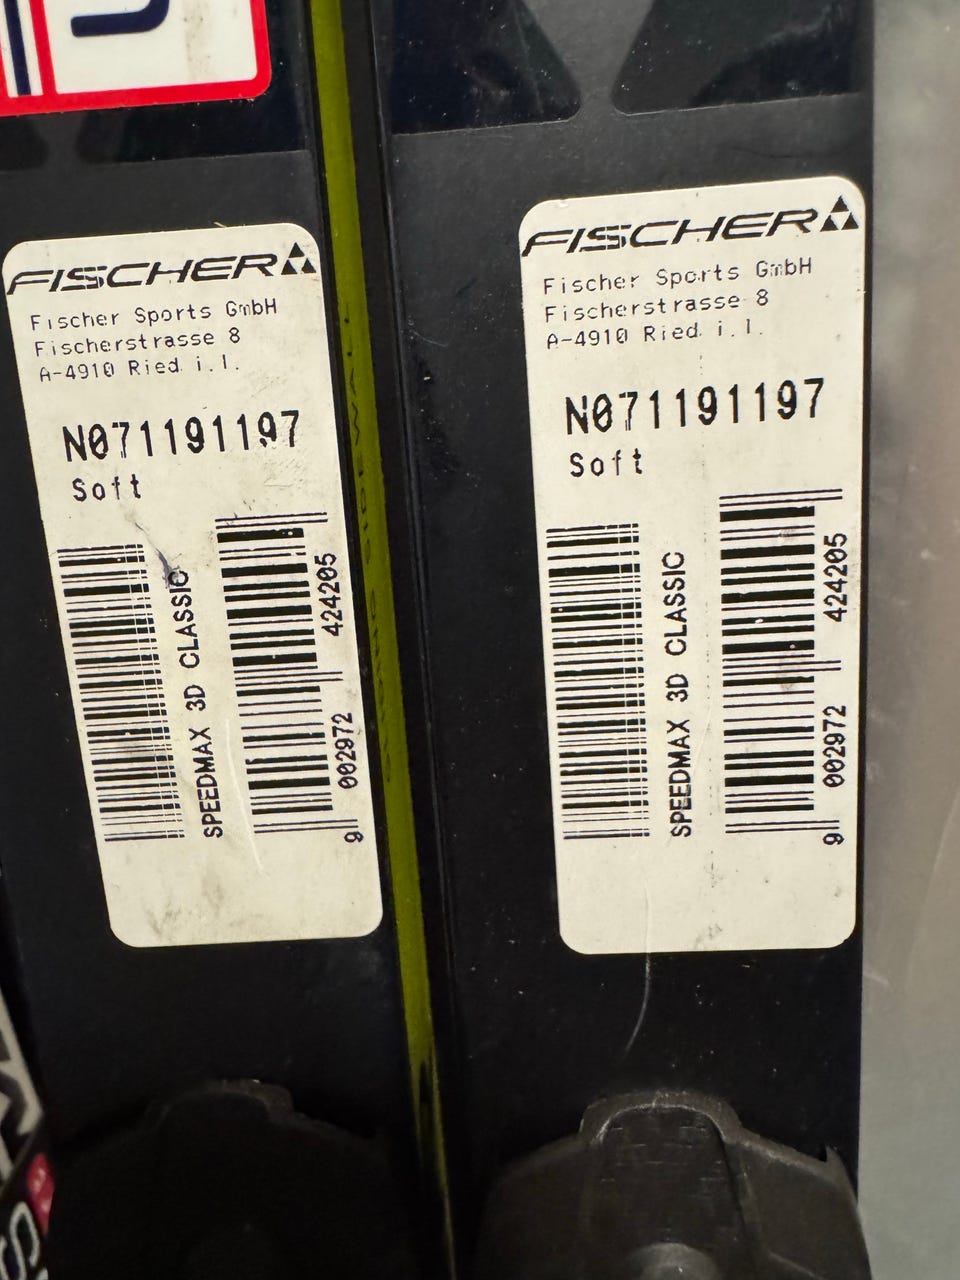 FISCHER
Fischer Sports GmbH
Fischerstrasse 8
A-4910 Ried i.I.
N071191197
Soft
SPEEDMAX 3D CLASSIC
9 002972 424205
FISCHER
Fischer Sports GmbH
Fischerstrasse 8
A-4910 Ried i.I.
N071191197
Soft
SPEEDMAX 3D CLASSIC
9 002972 424205